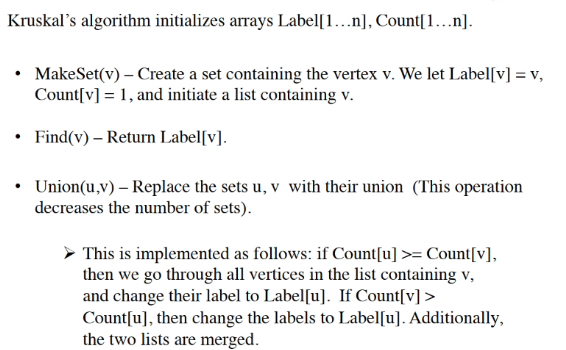 Kruskal's algorithm initializes arrays Label[1…n], Count[1…n].
• MakeSet(v) – Create a set containing the vertex v. We let Label[v] = v,
Count[v] = 1, and initiate a list containing v.
• Find(v) – Return Label[v].
• Union(u,v) – Replace the sets u, v with their union (This operation
decreases the number of sets).
➢ This is implemented as follows: if Count[u] >= Count[v],
then we go through all vertices in the list containing v,
and change their label to Label[u]. If Count[v] >
Count[u], then change the labels to Label[u]. Additionally,
the two lists are merged.